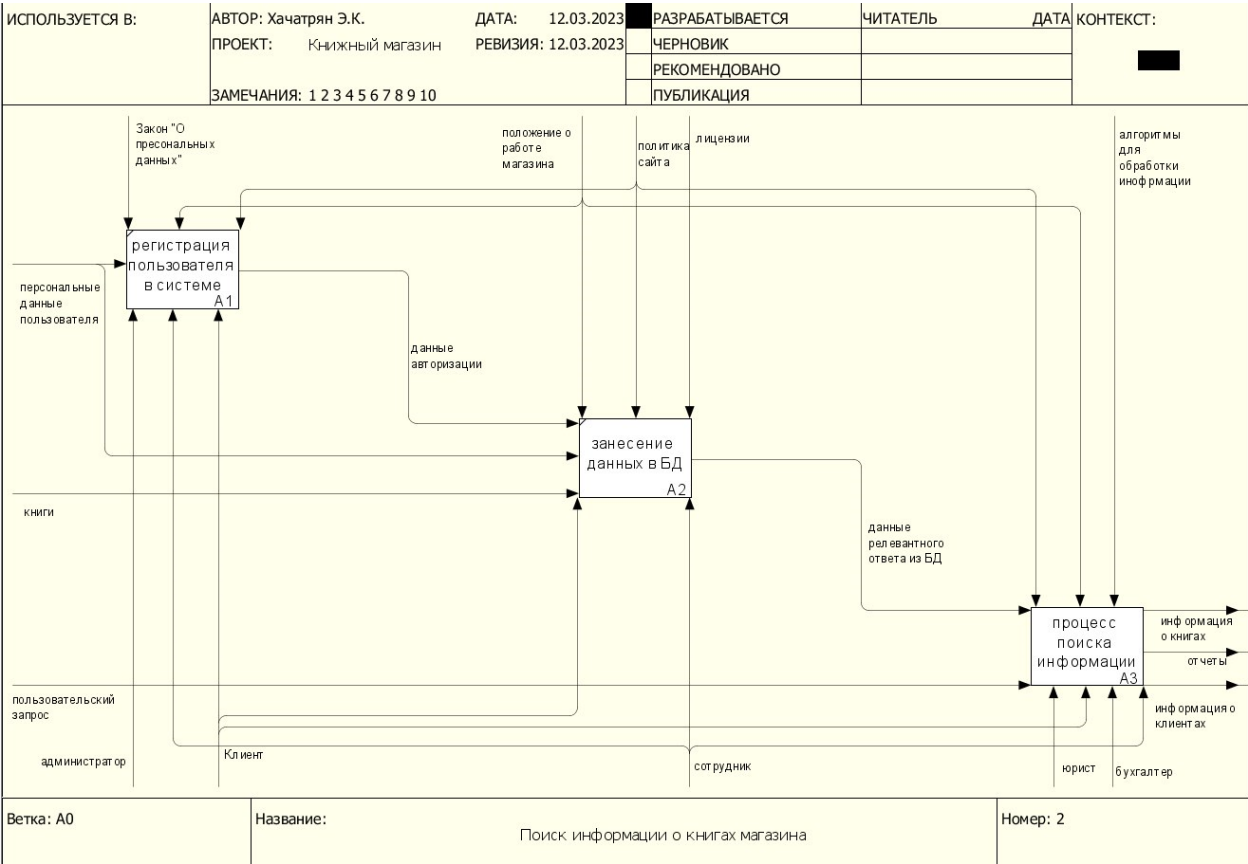 ИСПОЛЬЗУЕТСЯ В:
АВТОР: Хачатрян Э.К.
ДАТА: 12.03.2023
РАЗРАБАТЫВАЕТСЯ
ЧИТАТЕЛЬ
ДАТА
КОНТЕКСТ:
ПРОЕКТ: Книжный магазин
РЕВИЗИЯ: 12.03.2023
ЧЕРНОВИК
РЕКОМЕНДОВАНО
ЗАМЕЧАНИЯ: 1 2 3 4 5 6 7 8 9 10
ПУБЛИКАЦИЯ
Закон "О
пресональных
данных"
положение о
работе
магазина
политика
сайта
лицензии
алгоритмы
для
обработки
инофрмации
регистрация
пользователя
в системе
A1
персональные
данные
пользователя
данные
авторизации
занесение
данных в БД
A2
книги
данные
релевантного
ответа из БД
процесс
поиска
информации
A3
информация
о книгах
отчеты
информация о
клиентах
пользовательский
запрос
администратор
Клиент
сотрудник
юрист
бухгалтер
Ветка: A0
Название:
Поиск информации о книгах магазина
Номер: 2